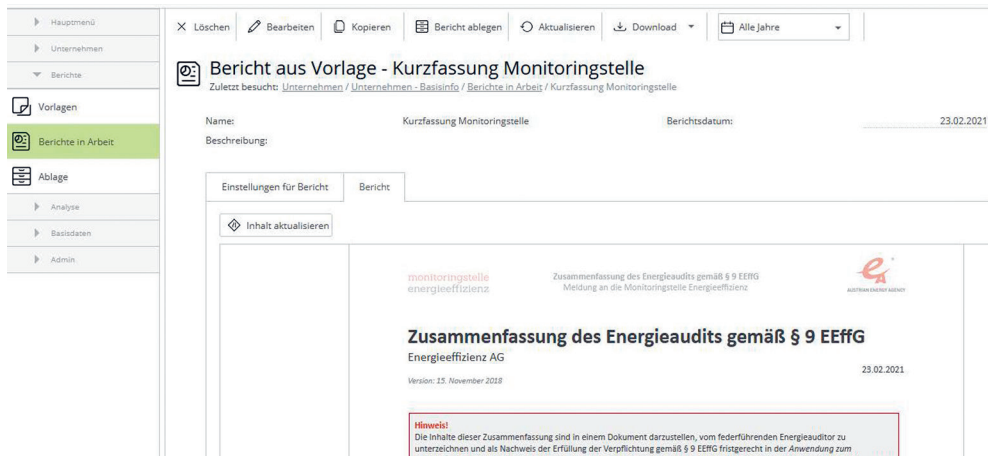 Hauptmenü
Unternehmen
Berichte
Vorlagen
Berichte in Arbeit
Ablage
Analyse
Basisdaten
Admin
Löschen Bearbeiten Kopieren Bericht ablegen Aktualisieren Download Alle Jahre
Bericht aus Vorlage - Kurzfassung Monitoringstelle
Zuletzt besucht: Unternehmen / Unternehmen - Basisinfo / Berichte in Arbeit / Kurzfassung Monitoringstelle
Name: Kurzfassung Monitoringstelle Berichtsdatum: 23.02.2021
Beschreibung:
Einstellungen für Bericht Bericht
Inhalt aktualisieren
monitoringstelle
energieeffizienz
Zusammenfassung des Energieaudits gemäß § 9 EEffG
Meldung an die Monitoringstelle Energieeffizienz
AUSTRIAN ENERGY AGENCY
Zusammenfassung des Energieaudits gemäß § 9 EEffG
Energieeffizienz AG
23.02.2021
Version: 15. November 2018
Hinweis!
Die Inhalte dieser Zusammenfassung sind in einem Dokument darzustellen, vom federführenden Energieauditor zu
unterzeichnen und als Nachweis der Erfüllung der Verpflichtung gemäß § 9 EEffG fristgerecht in der Anwendung zum